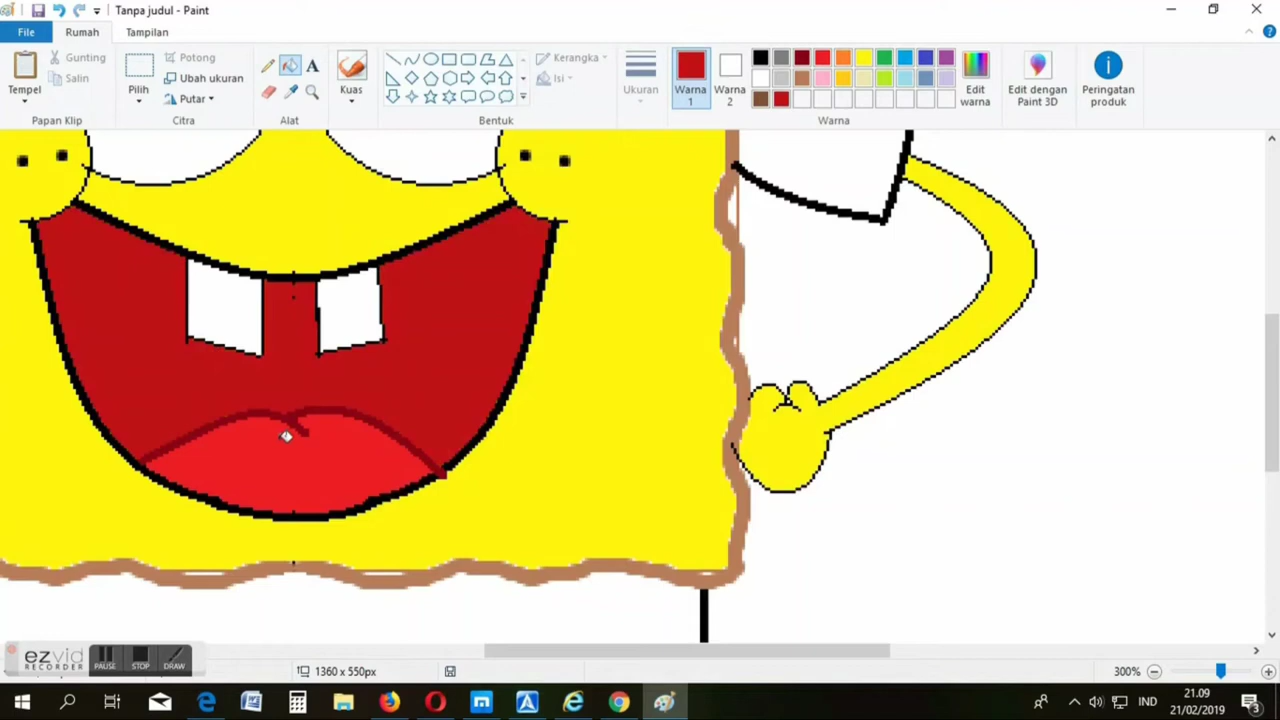 Tanpa judul - Paint
File Rumah Tampilan
Tempel
Gunting
Salin
Papan Klip
Pilih
Potong
Ubah ukuran
Putar
Citra
A
Alat
Kuas
Kerangka
Isi
Bentuk
Ukuran
Warna 1
Warna 2
Edit warna
Warna
Edit dengan Paint 3D
Peringatan produk
ezvid
RECORDER
PAUSE STOP DRAW
1360 x 550px
300%
IND
21.09
21/02/2019
3